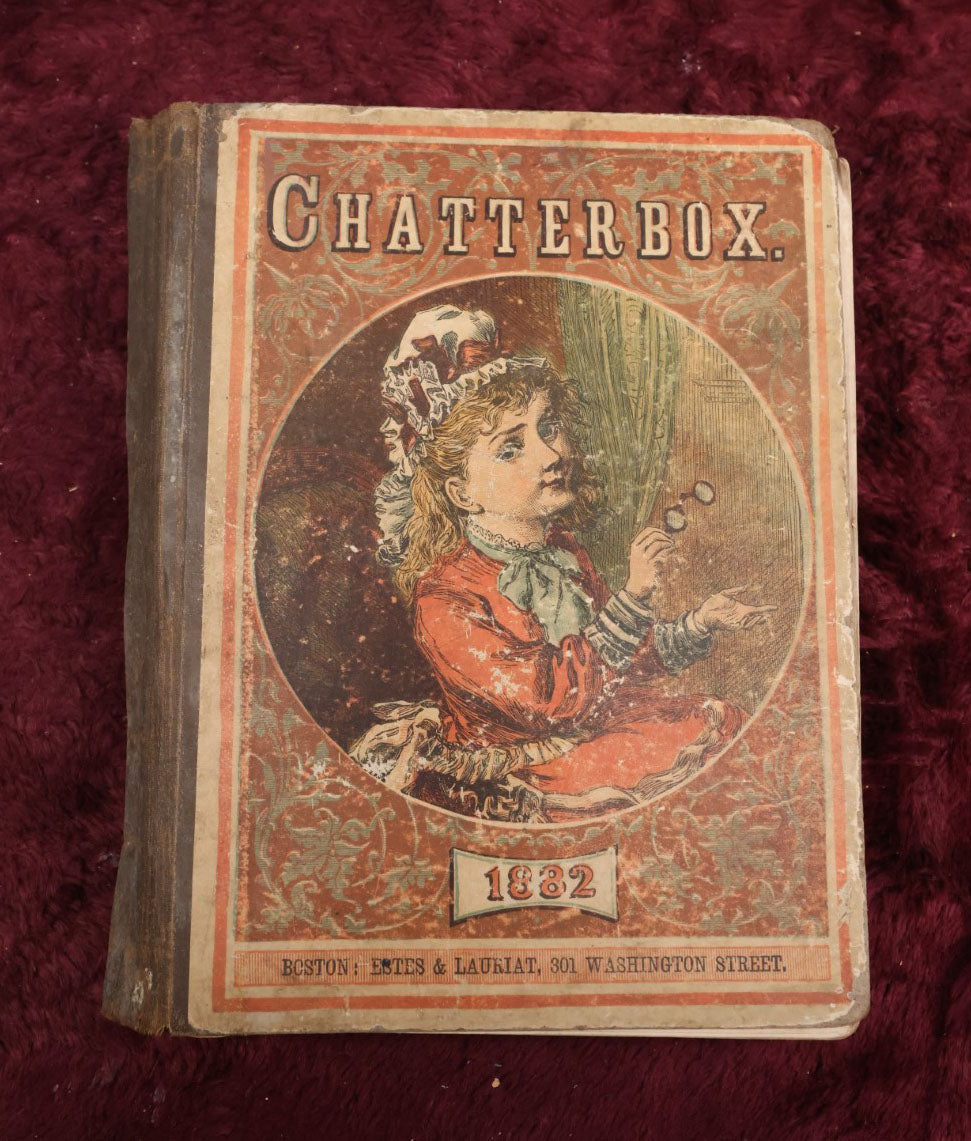 CHATTERBOX.
1882
BOSTON: ESTES & LAURIAT, 301 WASHINGTON STREET.